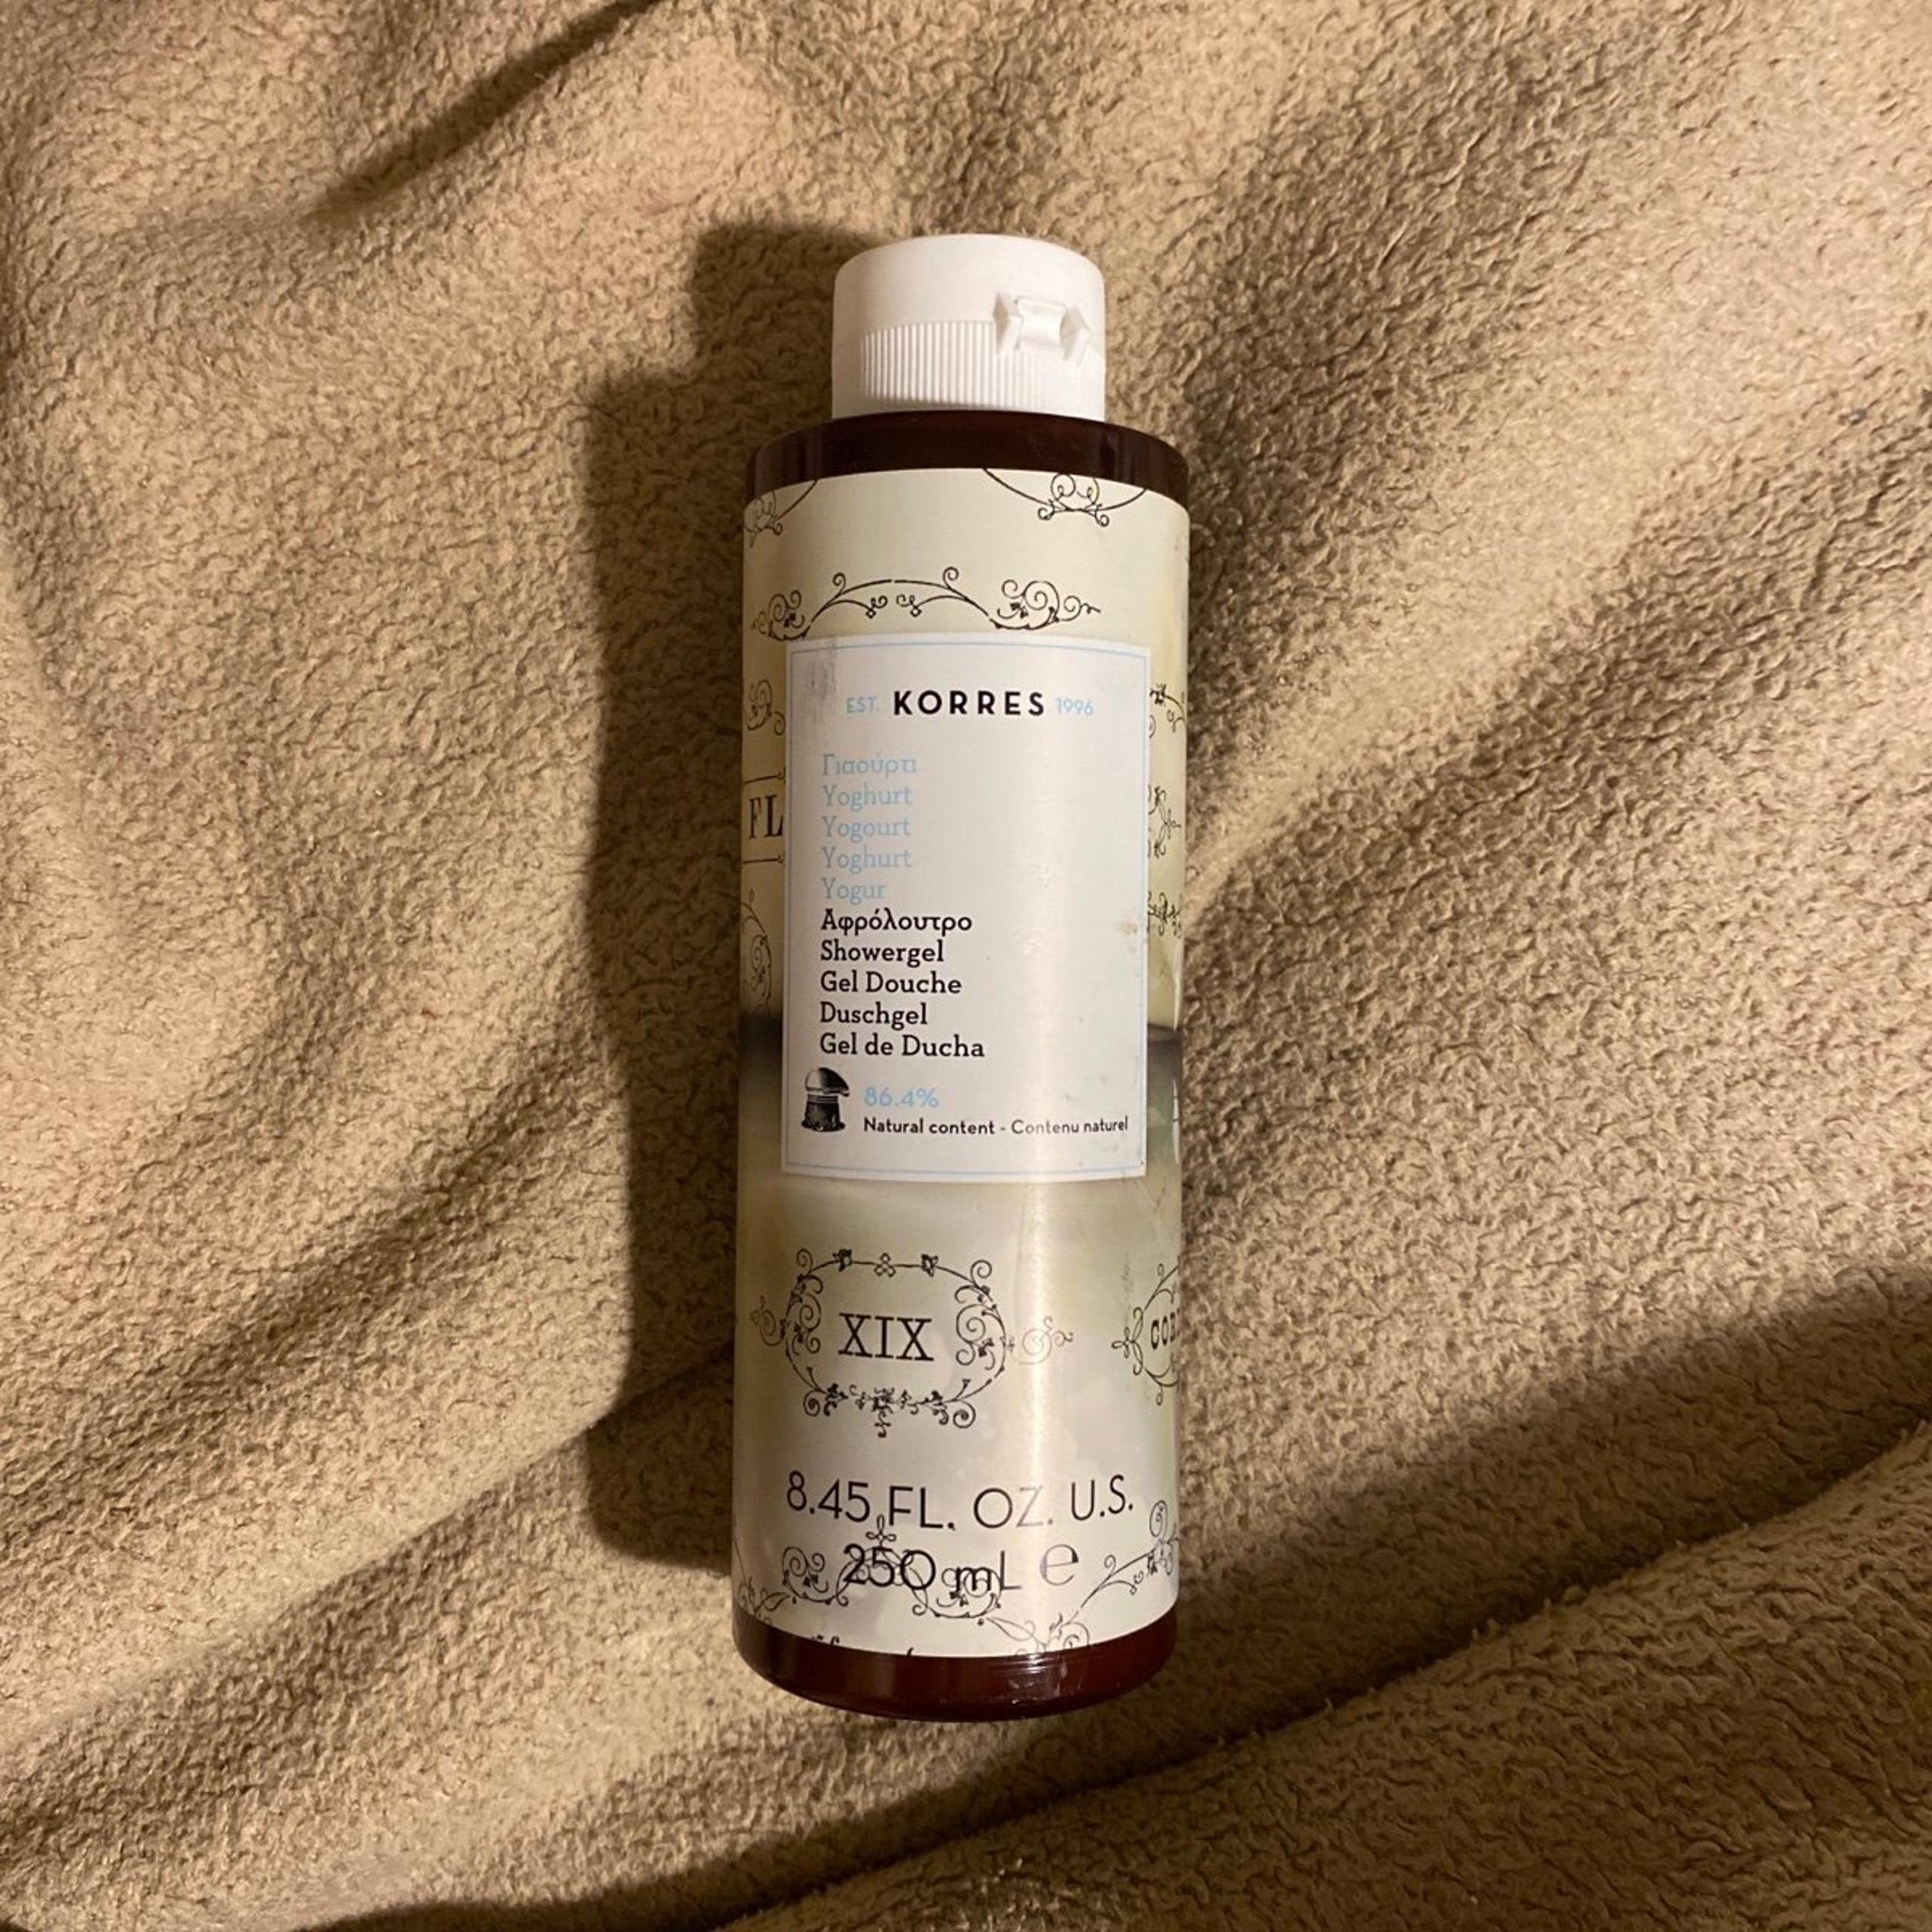 FL
EST. KORRES 1996
Γιαούρτι
Yoghurt
Yogourt
Yoghurt
Yogur
Αφρόλουτρο
Showergel
Gel Douche
Duschgel
Gel de Ducha
86.4%
Natural content - Contenu naturel
XIX
8.45 FL. OZ. U.S.
250 mL e